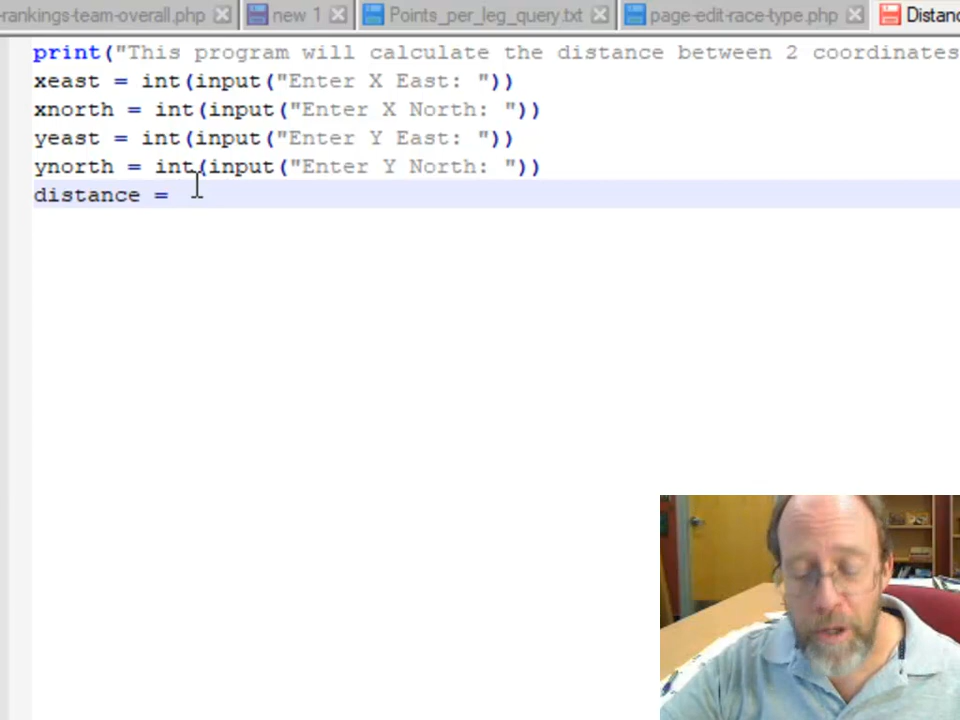 -rankings-team-overall.php new 1 Points_per_leg_query.txt page-edit-race-type.php Distanc
print("This program will calculate the distance between 2 coordinates
xeast = int(input("Enter X East: "))
xnorth = int(input("Enter X North: "))
yeast = int(input("Enter Y East: "))
ynorth = int(input("Enter Y North: "))
distance =